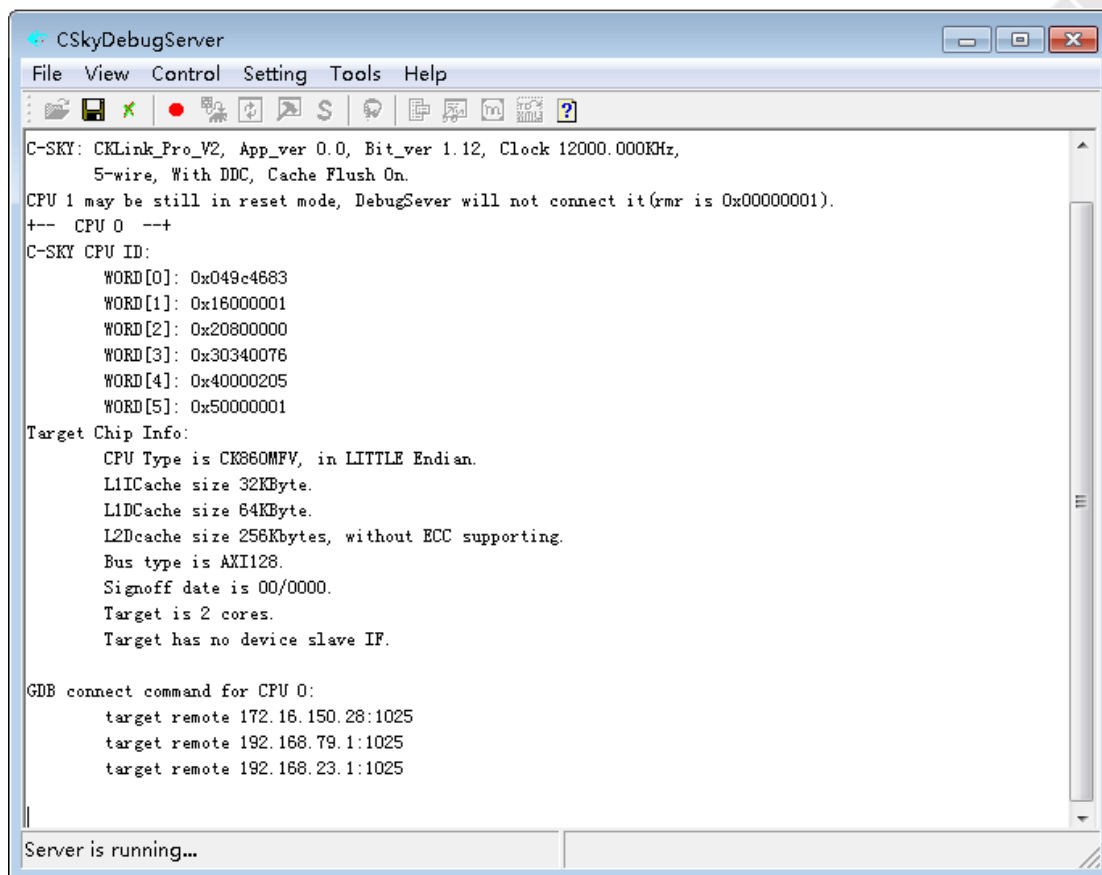 CSkyDebugServer
File View Control Setting Tools Help
C-SKY: CKLink_Pro_V2, App_ver 0.0, Bit_ver 1.12, Clock 12000.000KHz,
5-wire, With DDC, Cache Flush On.
CPU 1 may be still in reset mode, DebugSever will not connect it(rmr is 0x00000001).
+-- CPU 0 --+
C-SKY CPU ID:
WORD[0]: 0x049c4683
WORD[1]: 0x16000001
WORD[2]: 0x20800000
WORD[3]: 0x30340076
WORD[4]: 0x40000205
WORD[5]: 0x50000001
Target Chip Info:
CPU Type is CK860MFV, in LITTLE Endian.
L1ICache size 32KByte.
L1DCache size 64KByte.
L2Dcache size 256Kbytes, without ECC supporting.
Bus type is AXI128.
Signoff date is 00/0000.
Target is 2 cores.
Target has no device slave IF.
GDB connect command for CPU 0:
target remote 172.16.150.28:1025
target remote 192.168.79.1:1025
target remote 192.168.23.1:1025
Server is running...